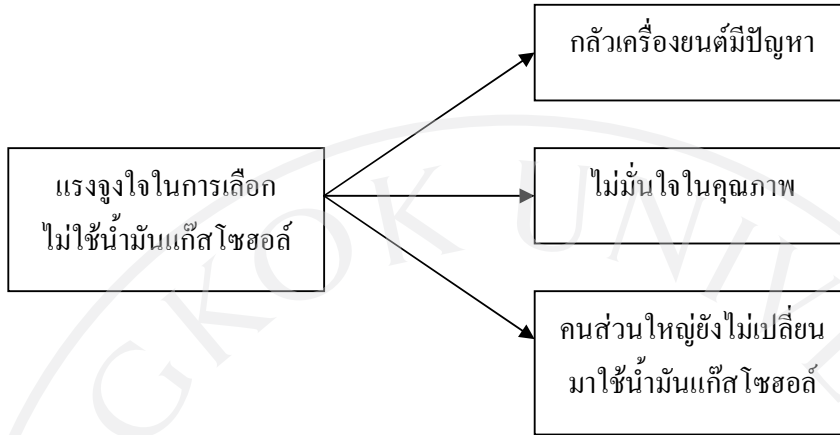 กลัวเครื่องยนต์มีปัญหา
แรงจูงใจในการเลือก
ไม่ใช้น้ำมันแก๊สโซฮอล์
ไม่มั่นใจในคุณภาพ
คนส่วนใหญ่ยังไม่เปลี่ยน
มาใช้น้ำมันแก๊สโซฮอล์
GKOK UNIVE